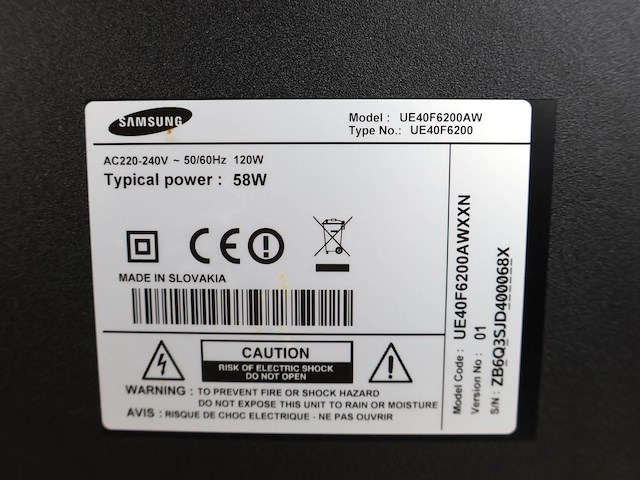 SAMSUNG
Model : UE40F6200AW
Type No.: UE40F6200
AC220-240V ~ 50/60Hz 120W
Typical power : 58W
CE
MADE IN SLOVAKIA
CAUTION
RISK OF ELECTRIC SHOCK
DO NOT OPEN
WARNING : TO PREVENT FIRE OR SHOCK HAZARD
DO NOT EXPOSE THIS UNIT TO RAIN OR MOISTURE
AVIS : RISQUE DE CHOC ELECTRIQUE - NE PAS OUVRIR
Model Code : UE40F6200AWXXN
Version No : 01
S/N : ZB6Q3SJD400068X